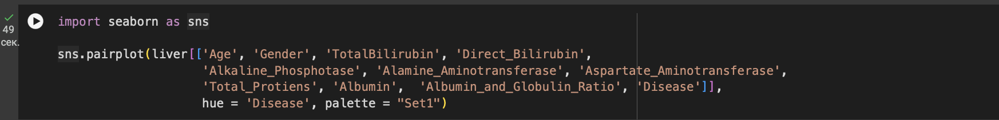 49
сек.
import seaborn as sns
sns.pairplot(liver[['Age', 'Gender', 'TotalBilirubin', 'Direct_Bilirubin',
'Alkaline_Phosphotase', 'Alamine_Aminotransferase', 'Aspartate_Aminotransferase',
'Total_Protiens', 'Albumin',  'Albumin_and_Globulin_Ratio', 'Disease']],
hue = 'Disease', palette = "Set1")